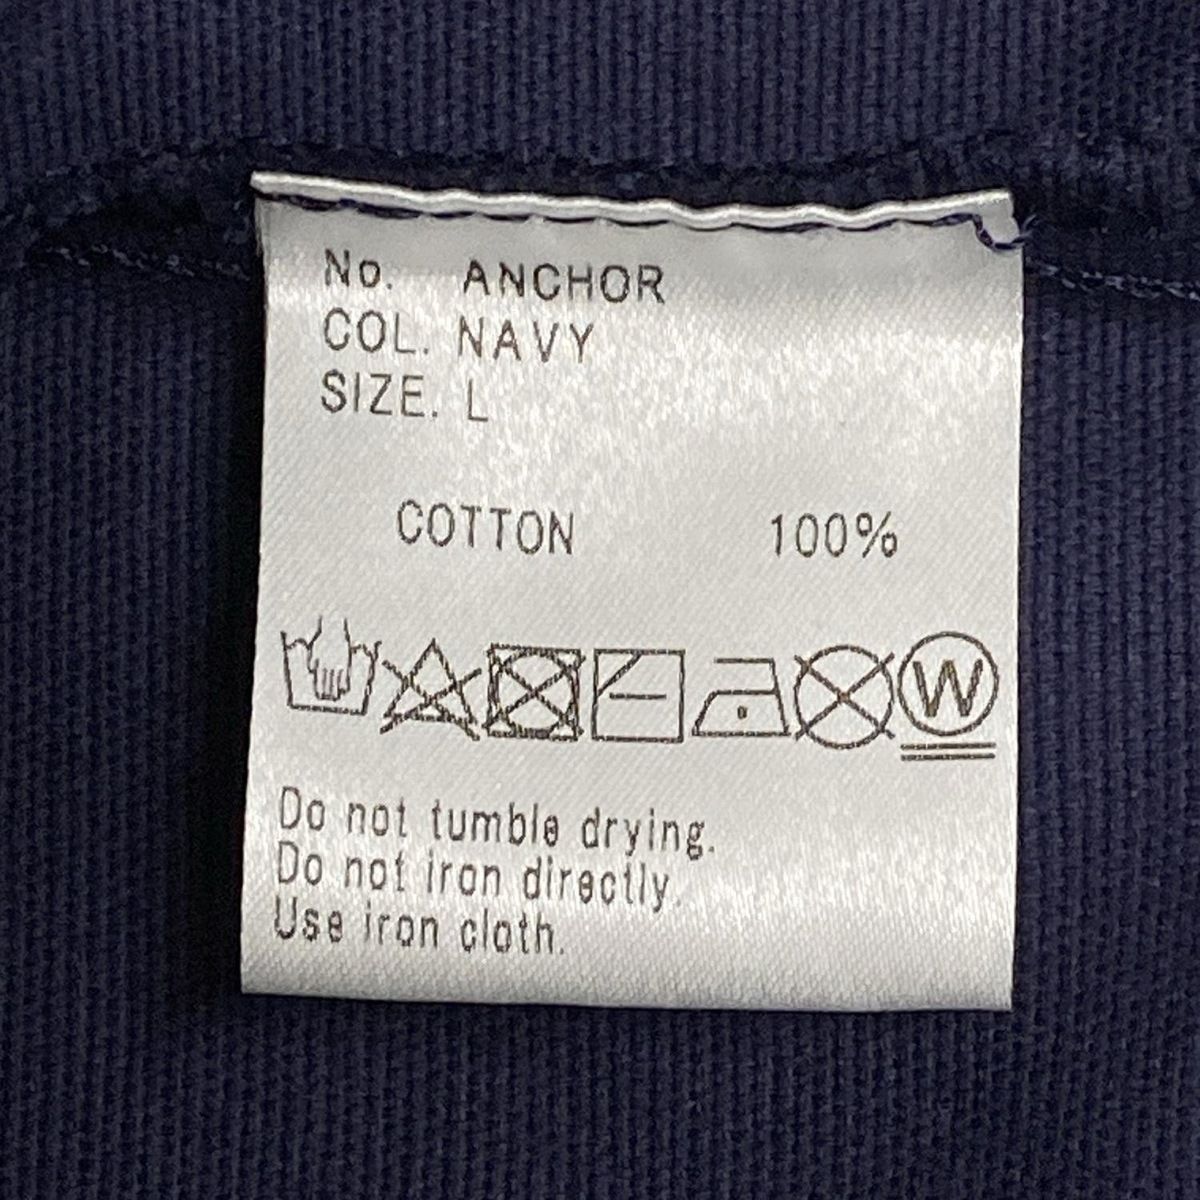 No. ANCHOR
COL. NAVY
SIZE. L
COTTON 100%
W
Do not tumble drying.
Do not iron directly.
Use iron cloth.